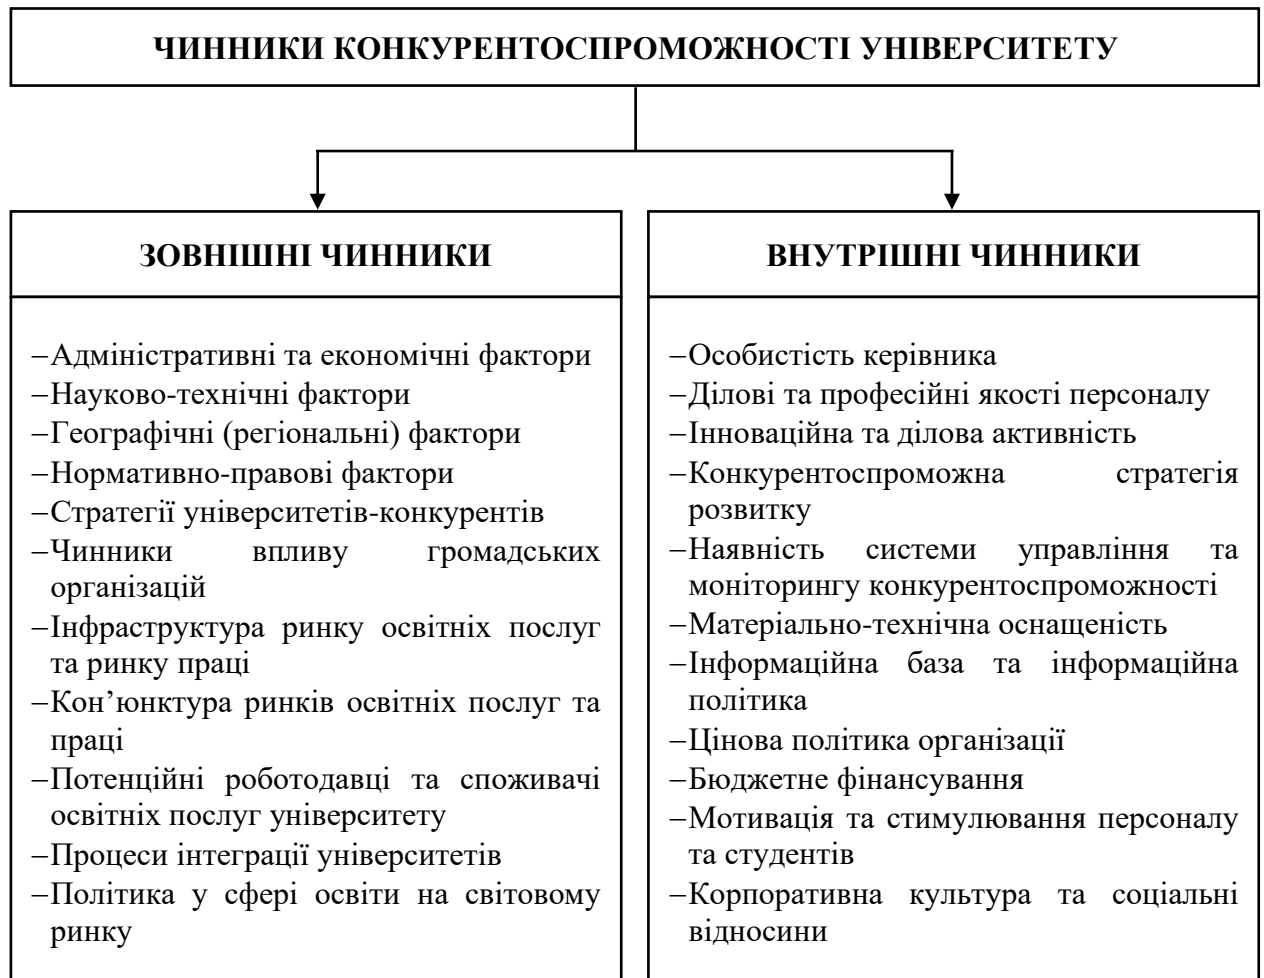 ЧИННИКИ КОНКУРЕНТОСПРОМОЖНОСТІ УНІВЕРСИТЕТУ
ЗОВНІШНІ ЧИННИКИ
–Адміністративні та економічні фактори
–Науково-технічні фактори
–Географічні (регіональні) фактори
–Нормативно-правові фактори
–Стратегії університетів-конкурентів
–Чинники впливу громадських
організацій
–Інфраструктура ринку освітніх послуг
та ринку праці
–Кон’юнктура ринків освітніх послуг та
праці
–Потенційні роботодавці та споживачі
освітніх послуг університету
–Процеси інтеграції університетів
–Політика у сфері освіти на світовому
ринку
ВНУТРІШНІ ЧИННИКИ
–Особистість керівника
–Ділові та професійні якості персоналу
–Інноваційна та ділова активність
–Конкурентоспроможна стратегія
розвитку
–Наявність системи управління та
моніторингу конкурентоспроможності
–Матеріально-технічна оснащеність
–Інформаційна база та інформаційна
політика
–Цінова політика організації
–Бюджетне фінансування
–Мотивація та стимулювання персоналу
та студентів
–Корпоративна культура та соціальні
відносини